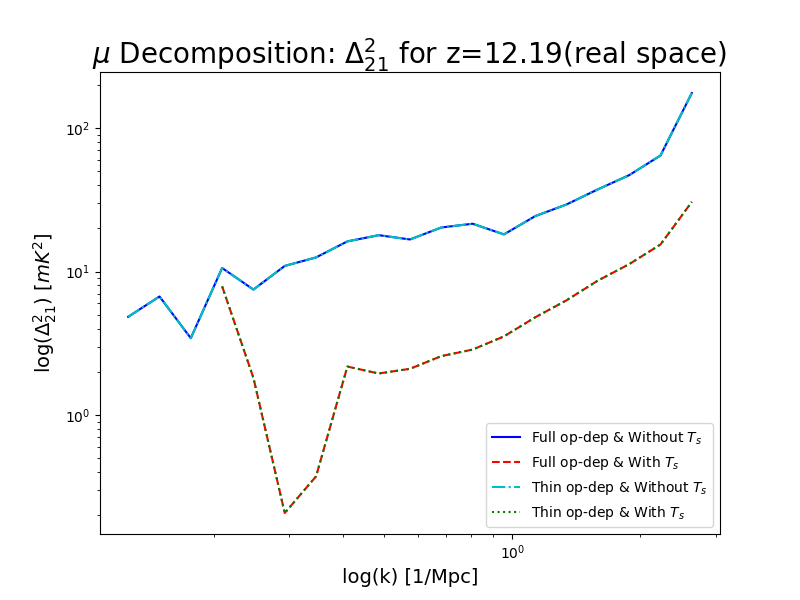 μ Decomposition: Δ²₂₁ for z=12.19(real space)
10²
10¹
10⁰
log(Δ²₂₁) [mK²]
Full op-dep & Without Tₛ
Full op-dep & With Tₛ
Thin op-dep & Without Tₛ
Thin op-dep & With Tₛ
10⁰
log(k) [1/Mpc]